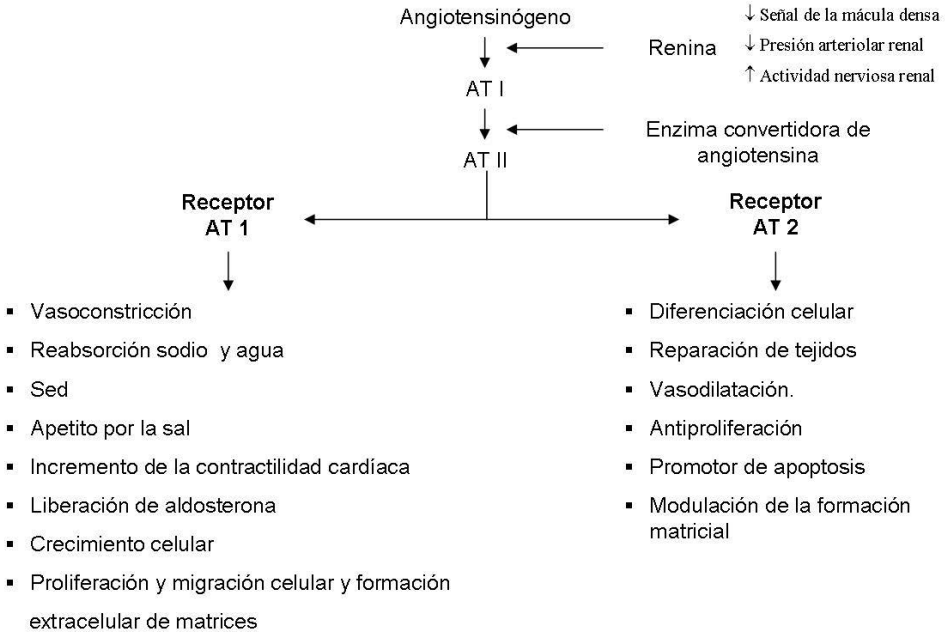 Angiotensinógeno
↓ Señal de la mácula densa
Renina
↓ Presión arteriolar renal
↑ Actividad nerviosa renal
AT I
Enzima convertidora de
angiotensina
AT II
Receptor
AT 1
Receptor
AT 2
▪ Vasoconstricción
▪ Reabsorción sodio y agua
▪ Sed
▪ Apetito por la sal
▪ Incremento de la contractilidad cardíaca
▪ Liberación de aldosterona
▪ Crecimiento celular
▪ Proliferación y migración celular y formación
extracelular de matrices
▪ Diferenciación celular
▪ Reparación de tejidos
▪ Vasodilatación.
▪ Antiproliferación
▪ Promotor de apoptosis
▪ Modulación de la formación
matricial